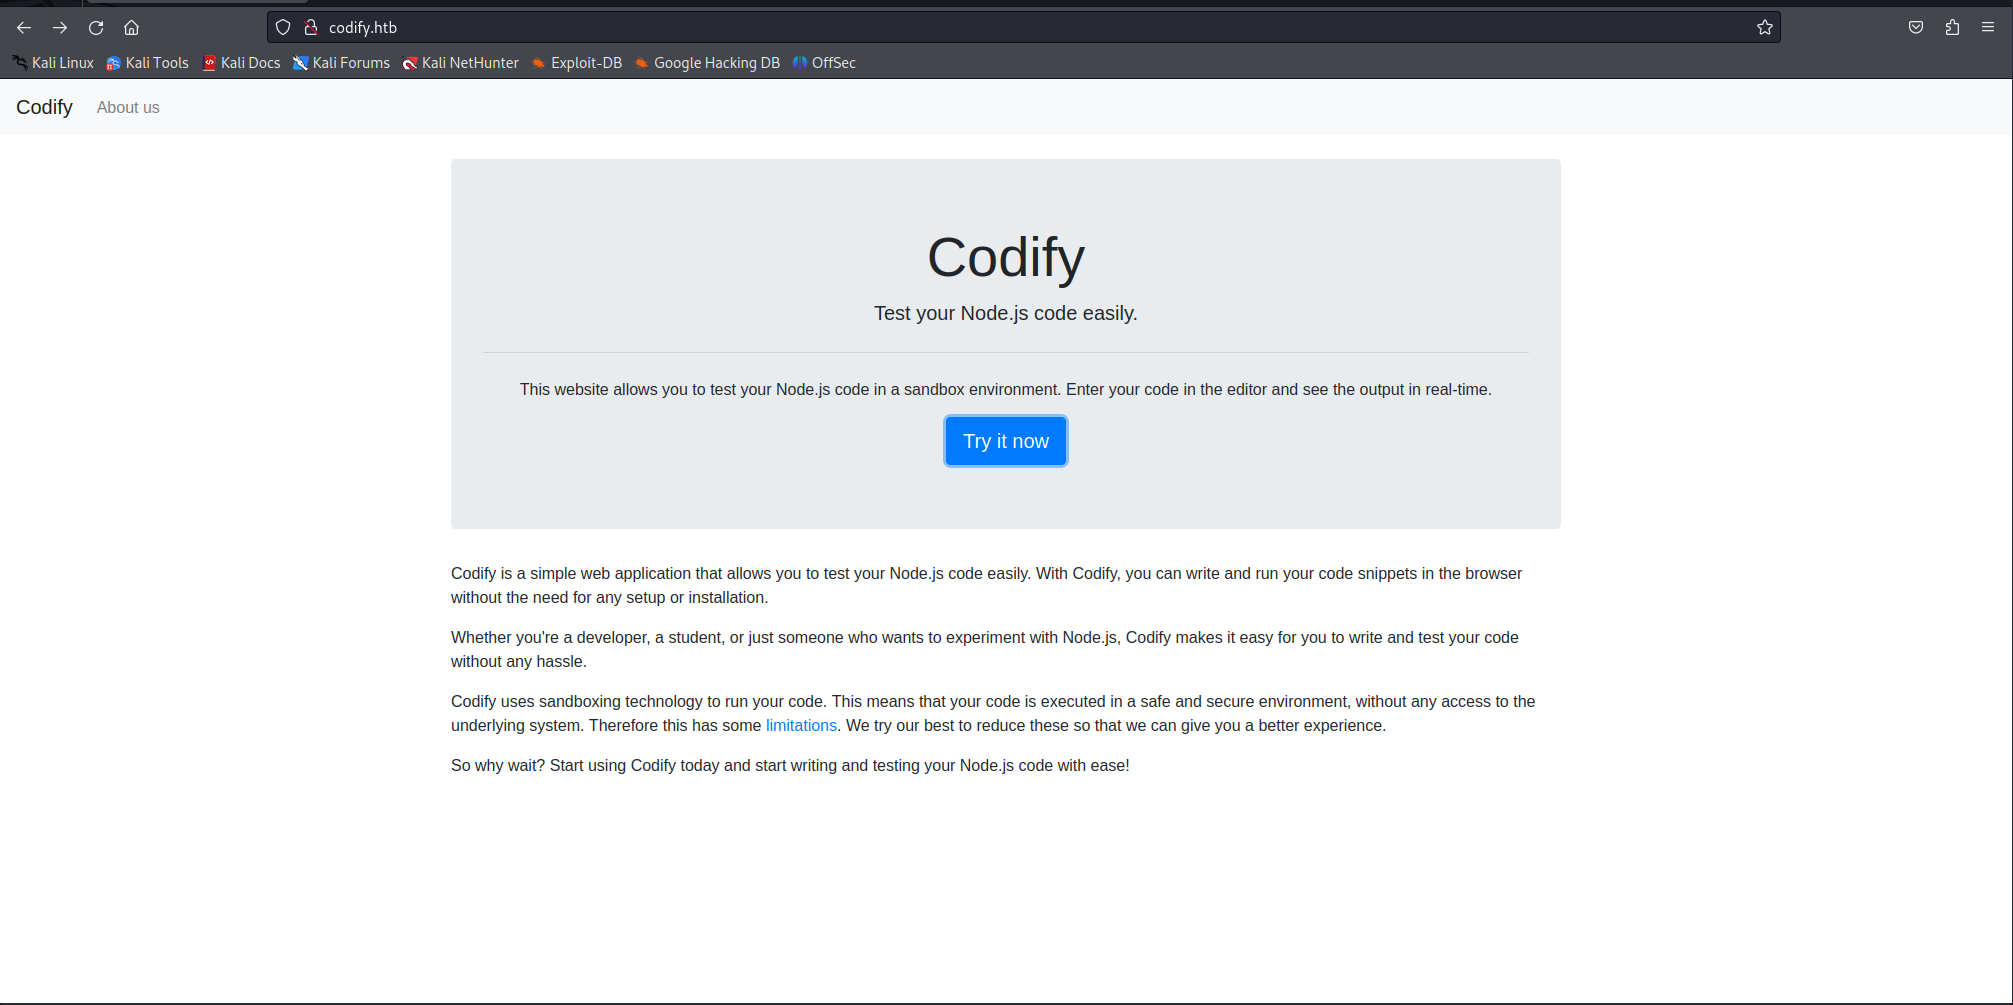 codify.htb
Kali Linux Kali Tools Kali Docs Kali Forums Kali NetHunter Exploit-DB Google Hacking DB OffSec
Codify About us
Codify
Test your Node.js code easily.
This website allows you to test your Node.js code in a sandbox environment. Enter your code in the editor and see the output in real-time.
Try it now
Codify is a simple web application that allows you to test your Node.js code easily. With Codify, you can write and run your code snippets in the browser
without the need for any setup or installation.
Whether you're a developer, a student, or just someone who wants to experiment with Node.js, Codify makes it easy for you to write and test your code
without any hassle.
Codify uses sandboxing technology to run your code. This means that your code is executed in a safe and secure environment, without any access to the
underlying system. Therefore this has some limitations. We try our best to reduce these so that we can give you a better experience.
So why wait? Start using Codify today and start writing and testing your Node.js code with ease!